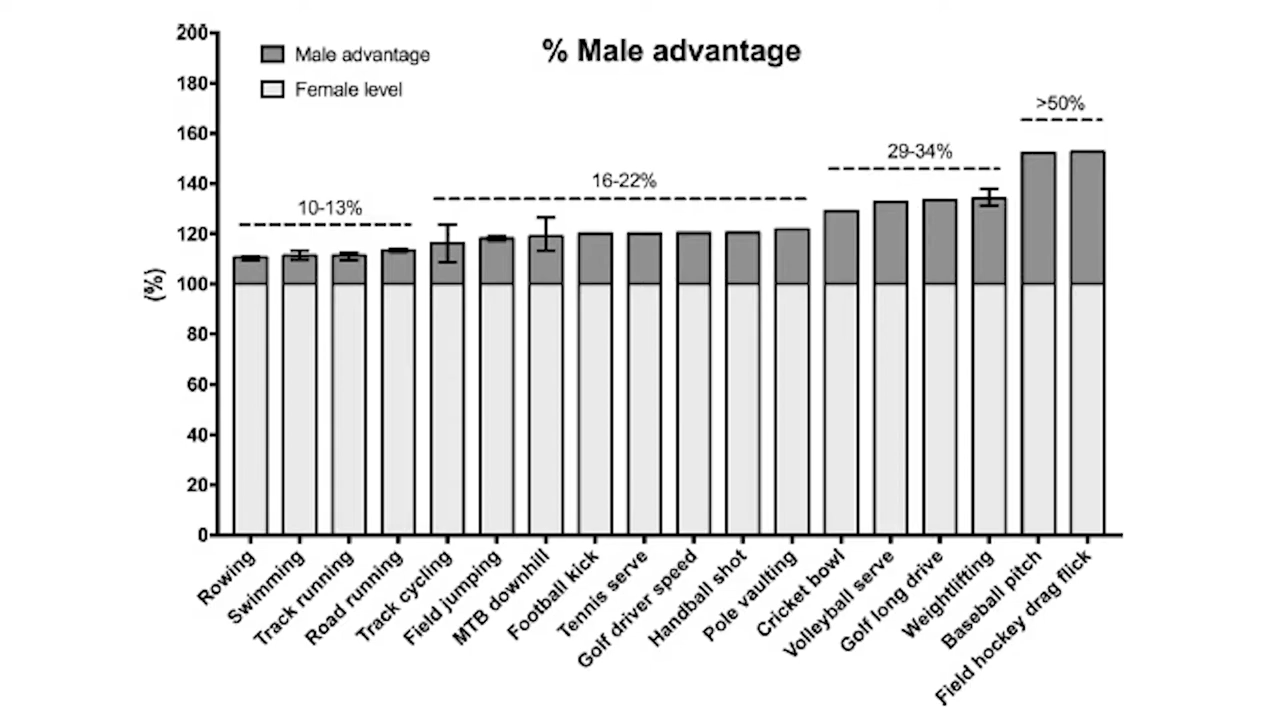 % Male advantage
Male advantage
Female level
200
180
160
140
120
100
80
60
40
20
0
(%)
10-13%
16-22%
29-34%
>50%
Rowing
Swimming
Track running
Road running
Track cycling
Field jumping
MTB downhill
Football kick
Tennis serve
Golf driver speed
Handball shot
Pole vaulting
Cricket bowl
Volleyball serve
Golf long drive
Weightlifting
Baseball pitch
Field hockey drag flick